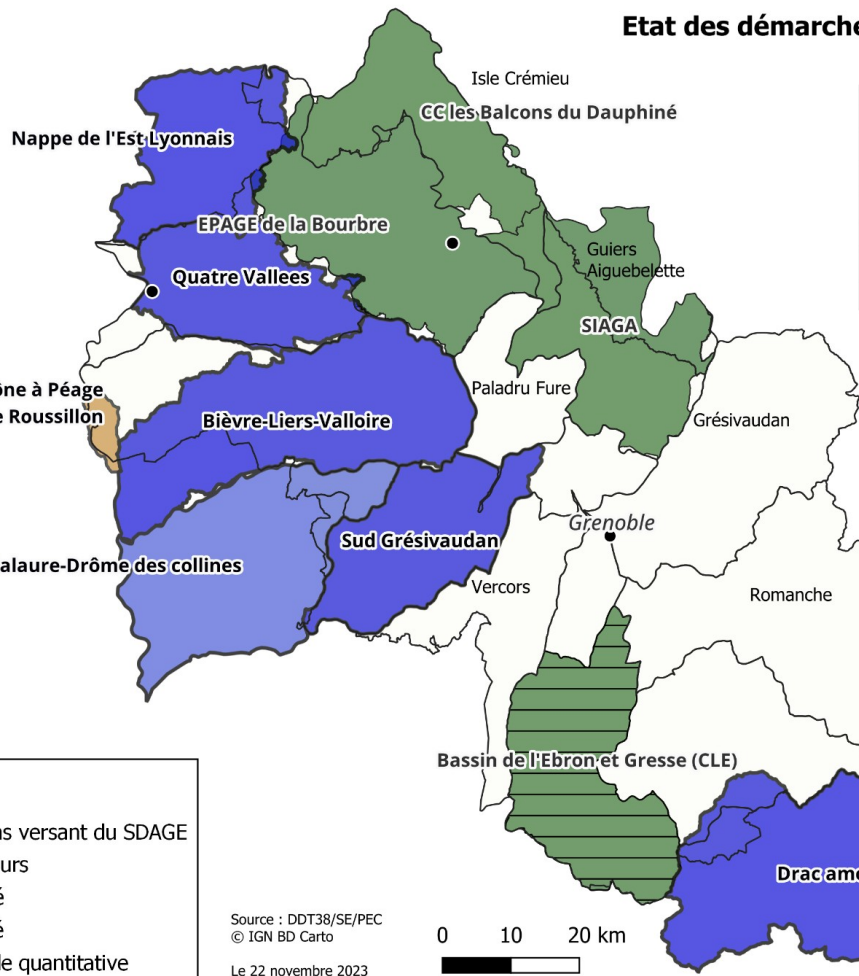 Etat des démarche
Isle Crémieu
CC les Balcons du Dauphiné
Nappe de l'Est Lyonnais
EPAGE de la Bourbre
Guiers
Aiguebelette
Quatre Vallees
SIAGA
Paladru Fure
ône à Péage
e Roussillon
Bièvre-Liers-Valloire
Grésivaudan
Grenoble
Sud Grésivaudan
alaure-Drôme des collines
Vercors
Romanche
Bassin de l'Ebron et Gresse (CLE)
Drac am
ns versant du SDAGE
urs
é
é
le quantitative
Source : DDT38/SE/PEC
© IGN BD Carto
Le 22 novembre 2023
0 10 20 km